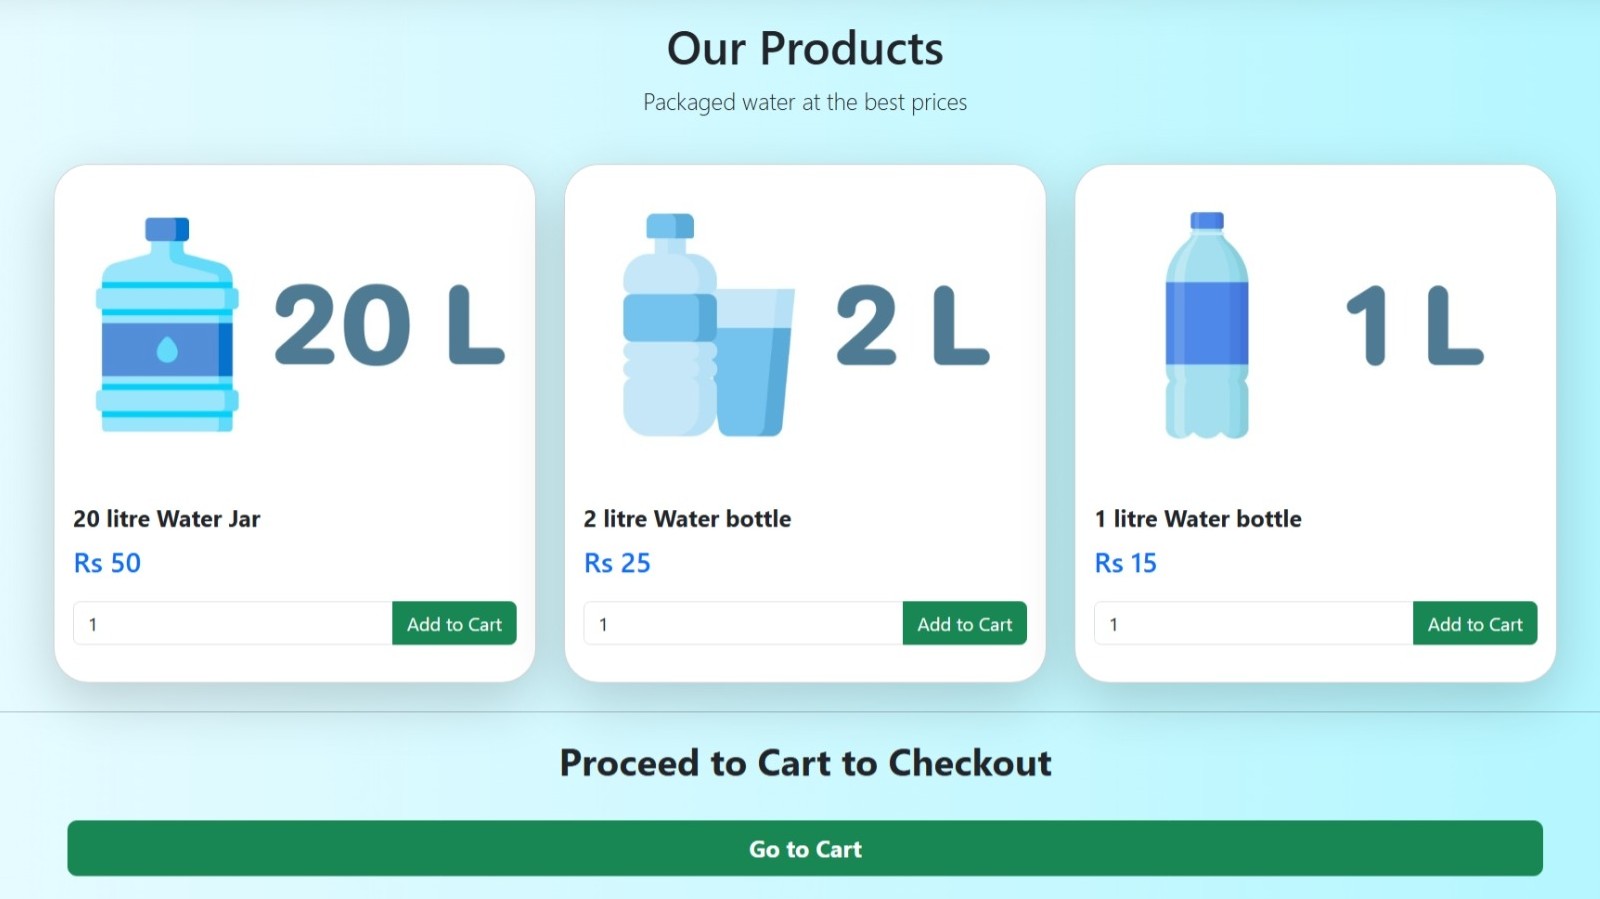 Our Products
Packaged water at the best prices
20 L
2 L
1 L
20 litre Water Jar
Rs 50
1
Add to Cart
2 litre Water bottle
Rs 25
1
Add to Cart
1 litre Water bottle
Rs 15
1
Add to Cart
Proceed to Cart to Checkout
Go to Cart